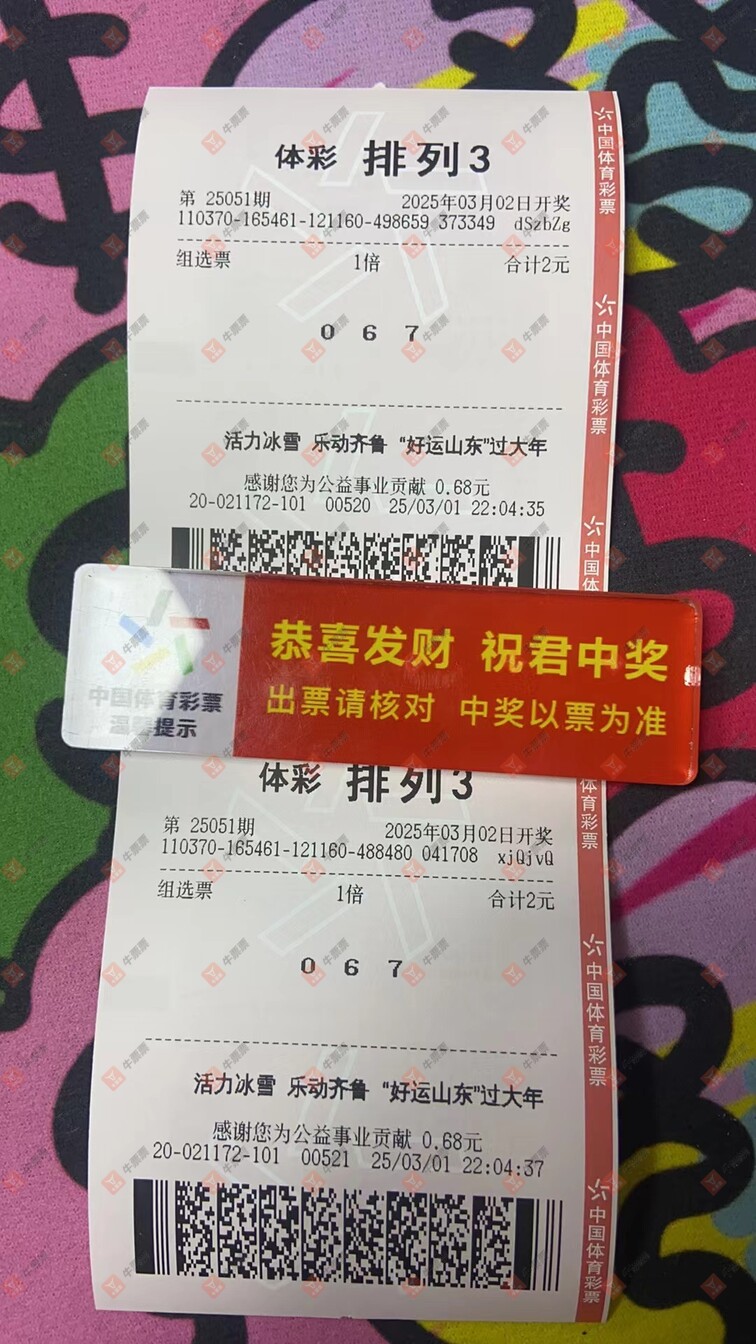 体彩 排列3
第 25051期 2025年03月02日开奖
110370-165461-121160-498659 373349 dSzbZg
组选票 1倍 合计2元
0 6 7
活力冰雪 乐动齐鲁 “好运山东”过大年
感谢您为公益事业贡献 0.68元
20-021172-101 00520 25/03/01 22:04:35
中国体育彩票
中国体育彩票
中国体
恭喜发财 祝君中奖
出票请核对 中奖以票为准
中国体育彩票
温馨提示
体彩 排列3
第 25051期 2025年03月02日开奖
110370-165461-121160-488480 041708 xjQjvQ
组选票 1倍 合计2元
0 6 7
活力冰雪 乐动齐鲁 “好运山东”过大年
感谢您为公益事业贡献 0.68元
20-021172-101 00521 25/03/01 22:04:37
体育彩票
中国体育彩票
中国体育彩票
牛票票